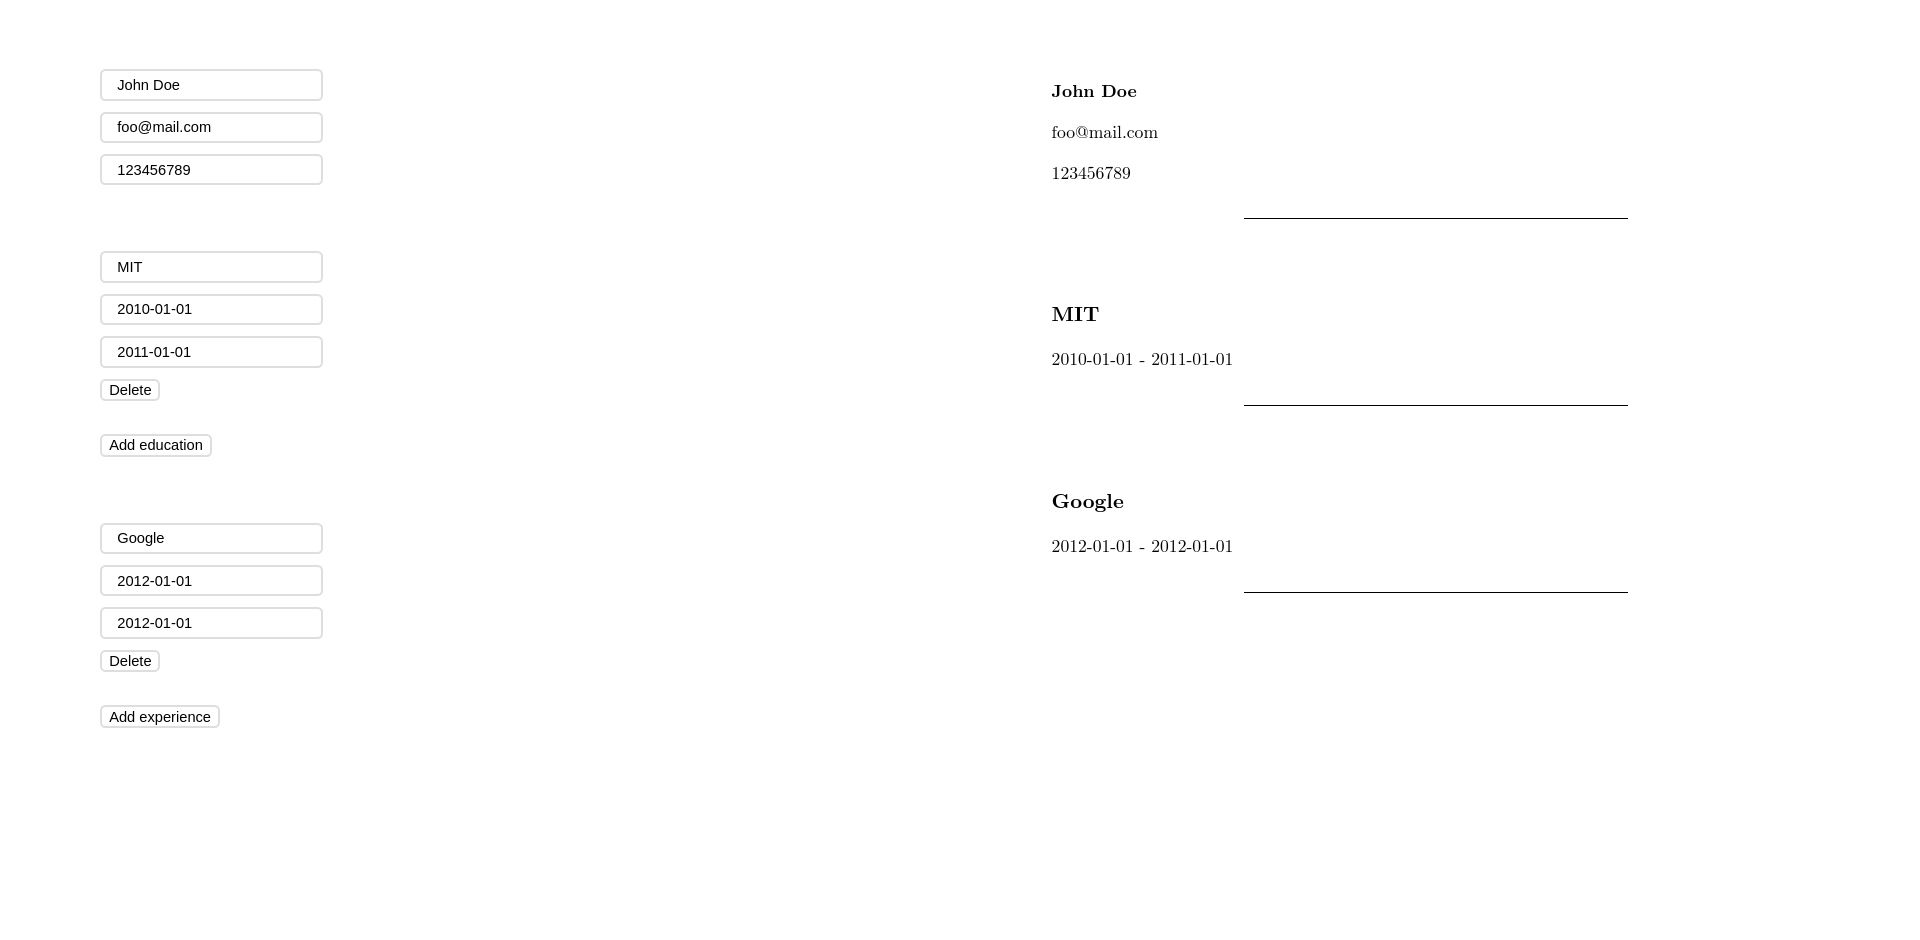 John Doe
foo@mail.com
123456789
MIT
2010-01-01
2011-01-01
Delete
Add education
Google
2012-01-01
2012-01-01
Delete
Add experience
John Doe
foo@mail.com
123456789
MIT
2010-01-01 - 2011-01-01
Google
2012-01-01 - 2012-01-01